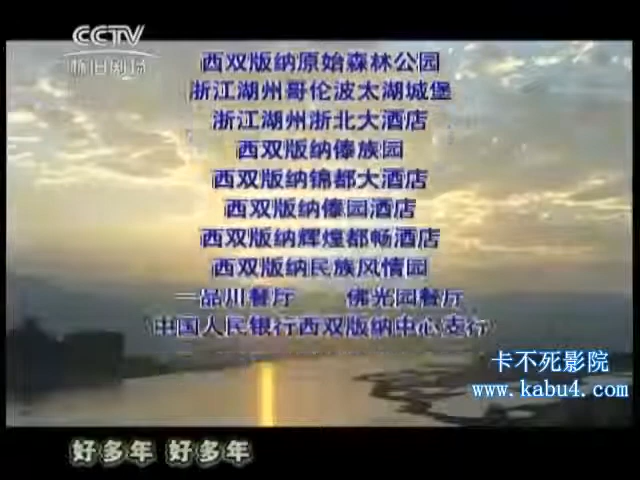 CCTV
西双版纳原始森林公园
浙江湖州哥伦波太湖城堡
浙江湖州浙北大酒店
西双版纳傣族园
西双版纳锦都大酒店
西双版纳傣园酒店
西双版纳辉煌都畅酒店
西双版纳民族风情园
一品川餐厅 佛光园餐厅
中国人民银行西双版纳中心支行
卡不死影院
www.kabu4.com
好多年 好多年